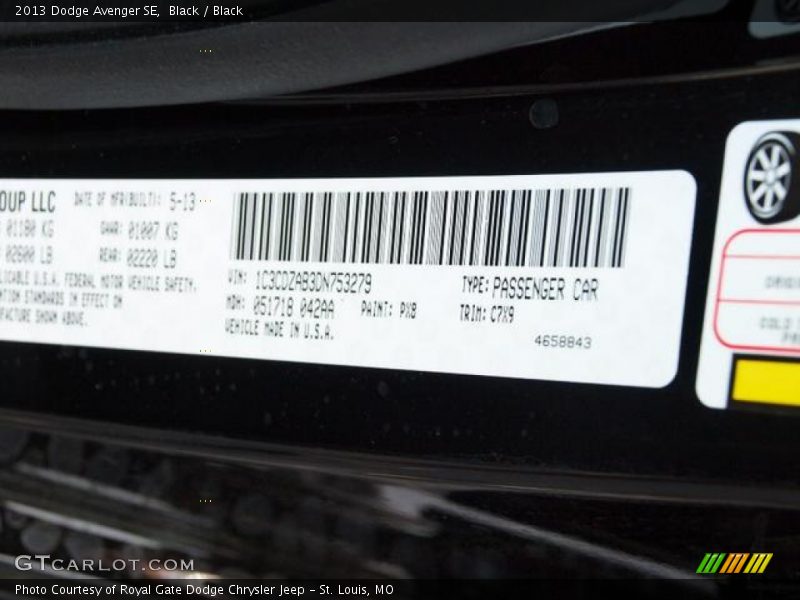 2013 Dodge Avenger SE, Black / Black
OUP LLC DATE OF MFR(BUILT): 5-13
01180 KG GAWR: 01007 KG
02600 LB REAR: 02220 LB
U.S.A. FEDERAL MOTOR VEHICLE SAFETY
STANDARDS IN EFFECT ON
SHOWN ABOVE.
VIN: 1C3CDZAB3DN753279 TYPE: PASSENGER CAR
MDH: 051718 042AA PAINT: PX8 TRIM: C7X9
VEHICLE MADE IN U.S.A.
4658843
COLD
GTCARLOT.COM
Photo Courtesy of Royal Gate Dodge Chrysler Jeep - St. Louis, MO